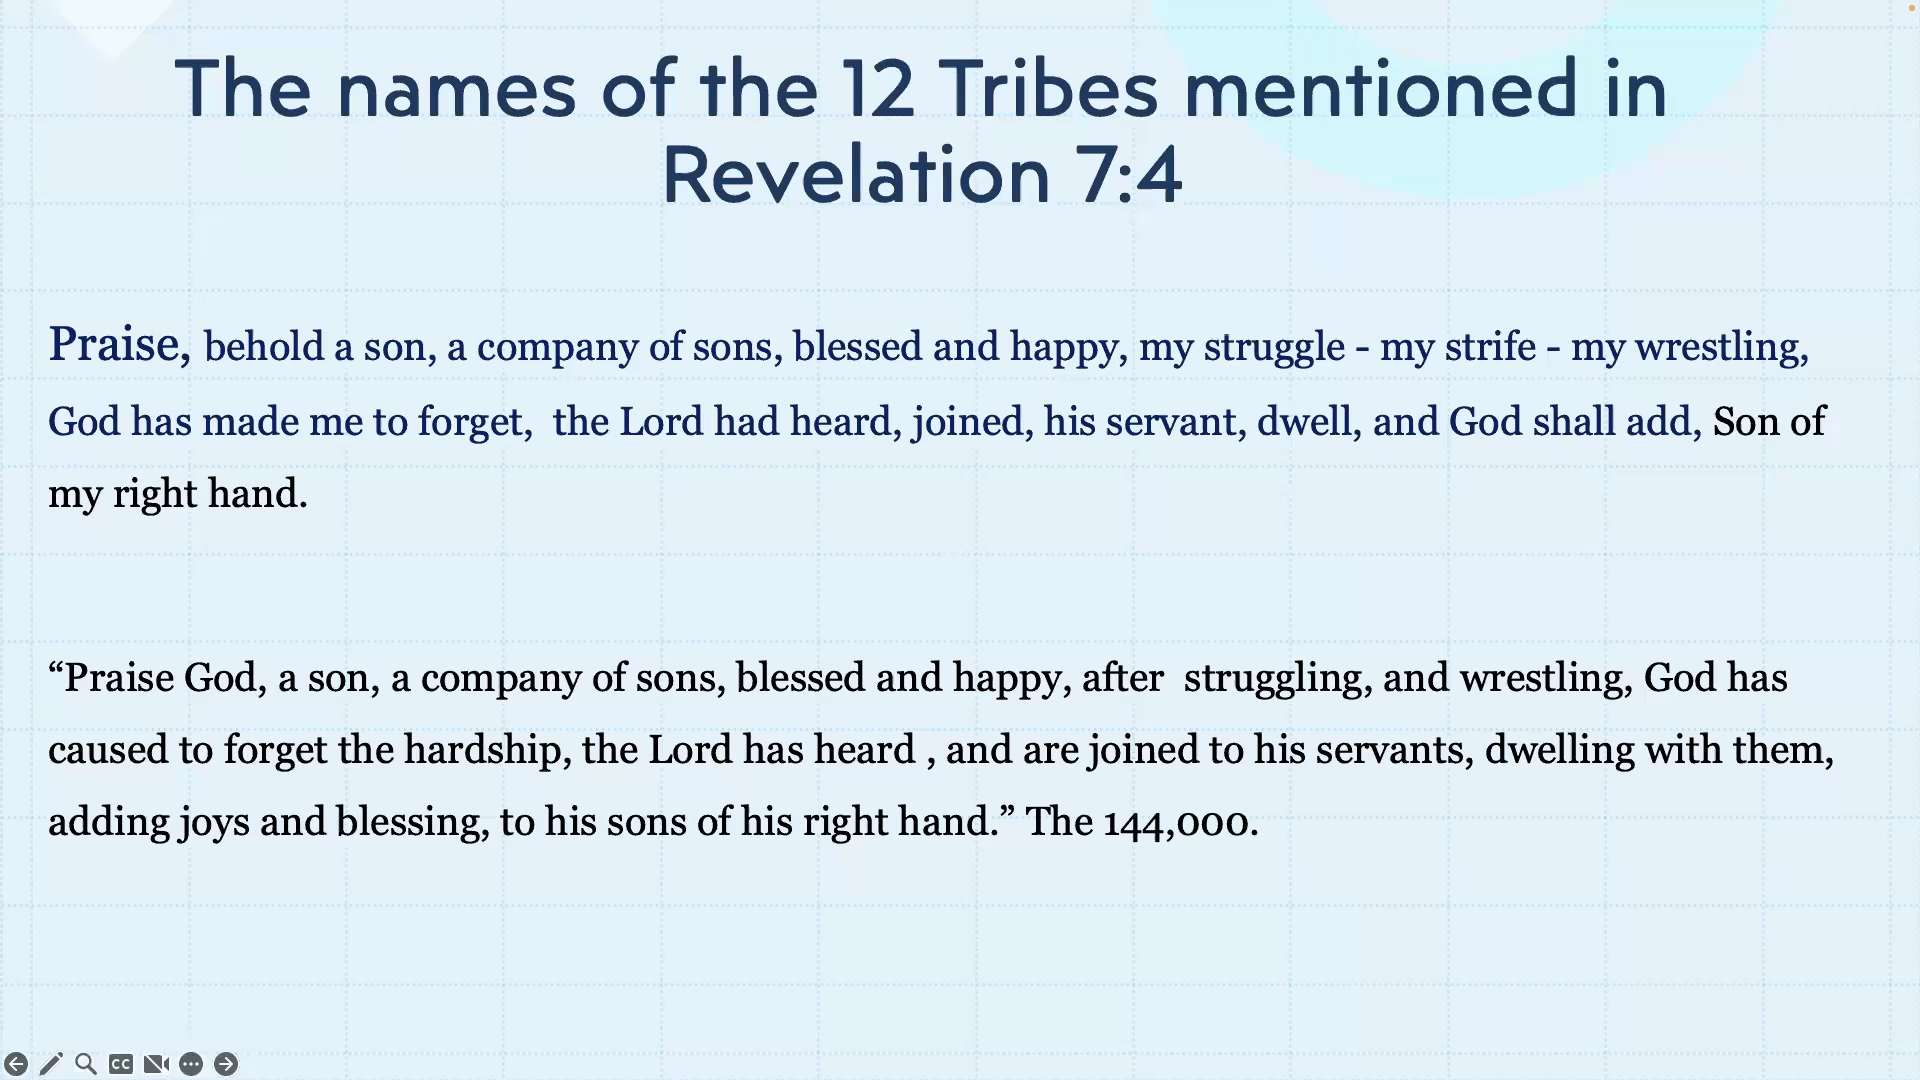 The names of the 12 Tribes mentioned in
Revelation 7:4
Praise, behold a son, a company of sons, blessed and happy, my struggle - my strife - my wrestling,
God has made me to forget,  the Lord had heard, joined, his servant, dwell, and God shall add, Son of
my right hand.
“Praise God, a son, a company of sons, blessed and happy, after  struggling, and wrestling, God has
caused to forget the hardship, the Lord has heard , and are joined to his servants, dwelling with them,
adding joys and blessing, to his sons of his right hand.” The 144,000.
CC